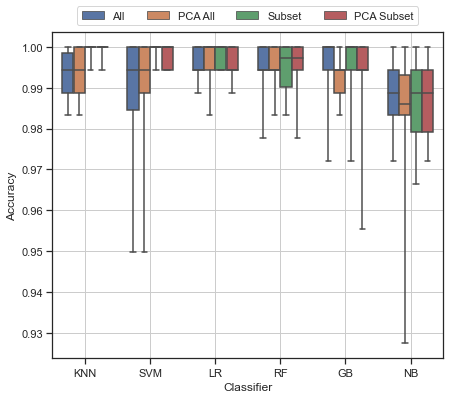 All PCA All Subset PCA Subset
1.00
0.99
0.98
0.97
0.96
0.95
0.94
0.93
Accuracy
KNN SVM LR RF GB NB
Classifier